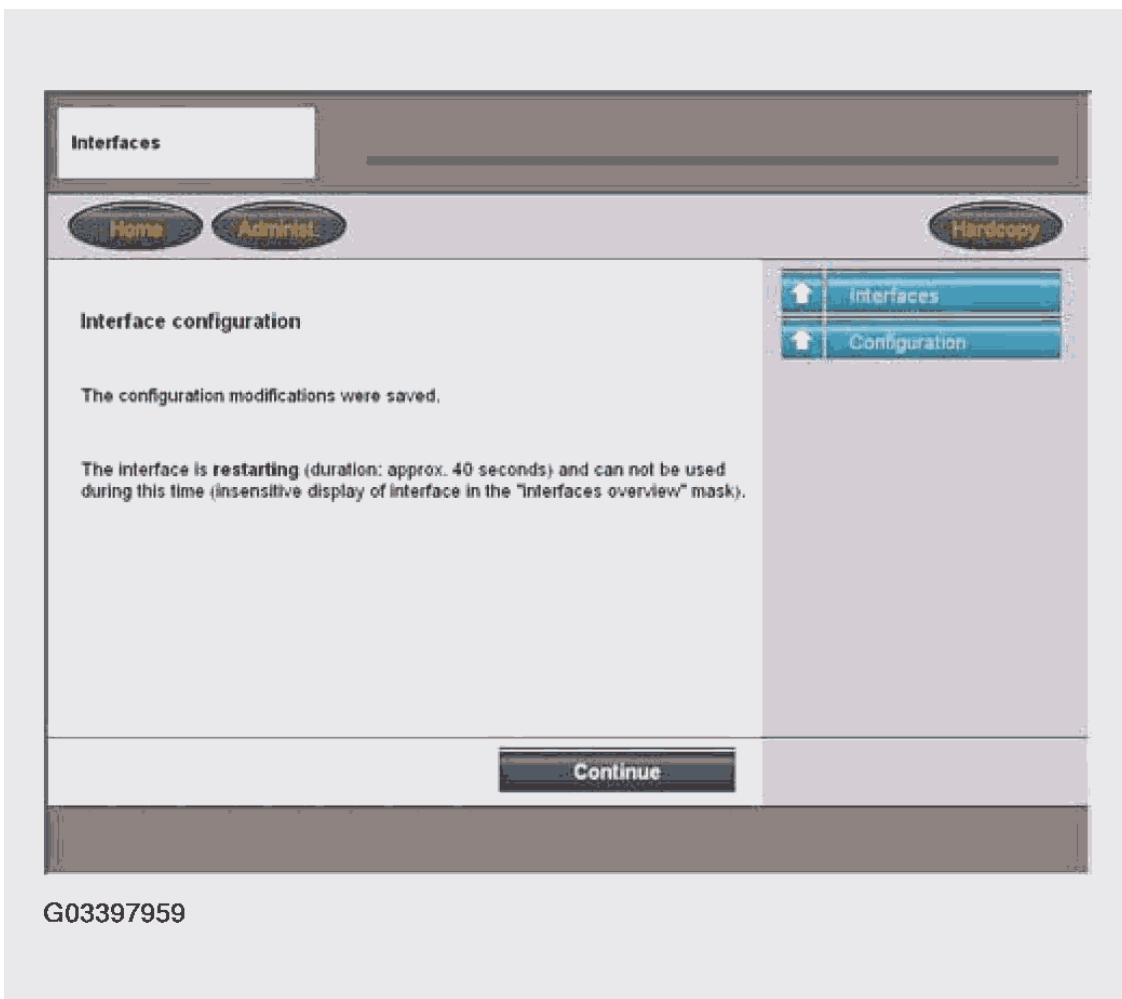 Interfaces
Home
Administ.
Hardcopy
Interfaces
Configuration
Interface configuration
The configuration modifications were saved.
The interface is restarting (duration: approx. 40 seconds) and can not be used
during this time (insensitive display of interface in the "interfaces overview" mask).
Continue
G03397959